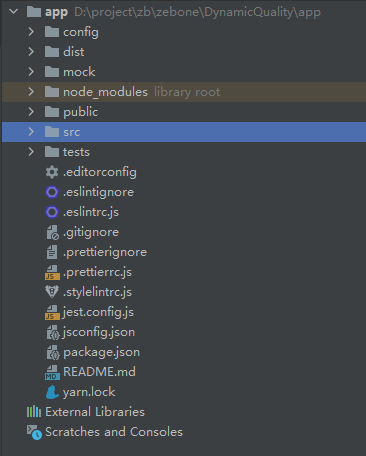 app D:\project\zb\zebone\DynamicQuality\app
config
dist
mock
node_modules library root
public
src
tests
.editorconfig
.eslintignore
.eslintrc.js
.gitignore
.prettierignore
.prettierrc.js
.stylelintrc.js
jest.config.js
jsconfig.json
package.json
README.md
yarn.lock
External Libraries
Scratches and Consoles